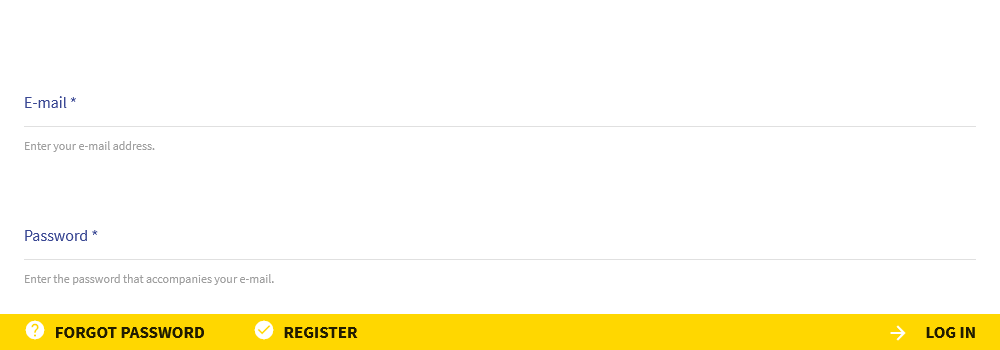 E-mail *
Enter your e-mail address.
Password *
Enter the password that accompanies your e-mail.
FORGOT PASSWORD REGISTER LOG IN